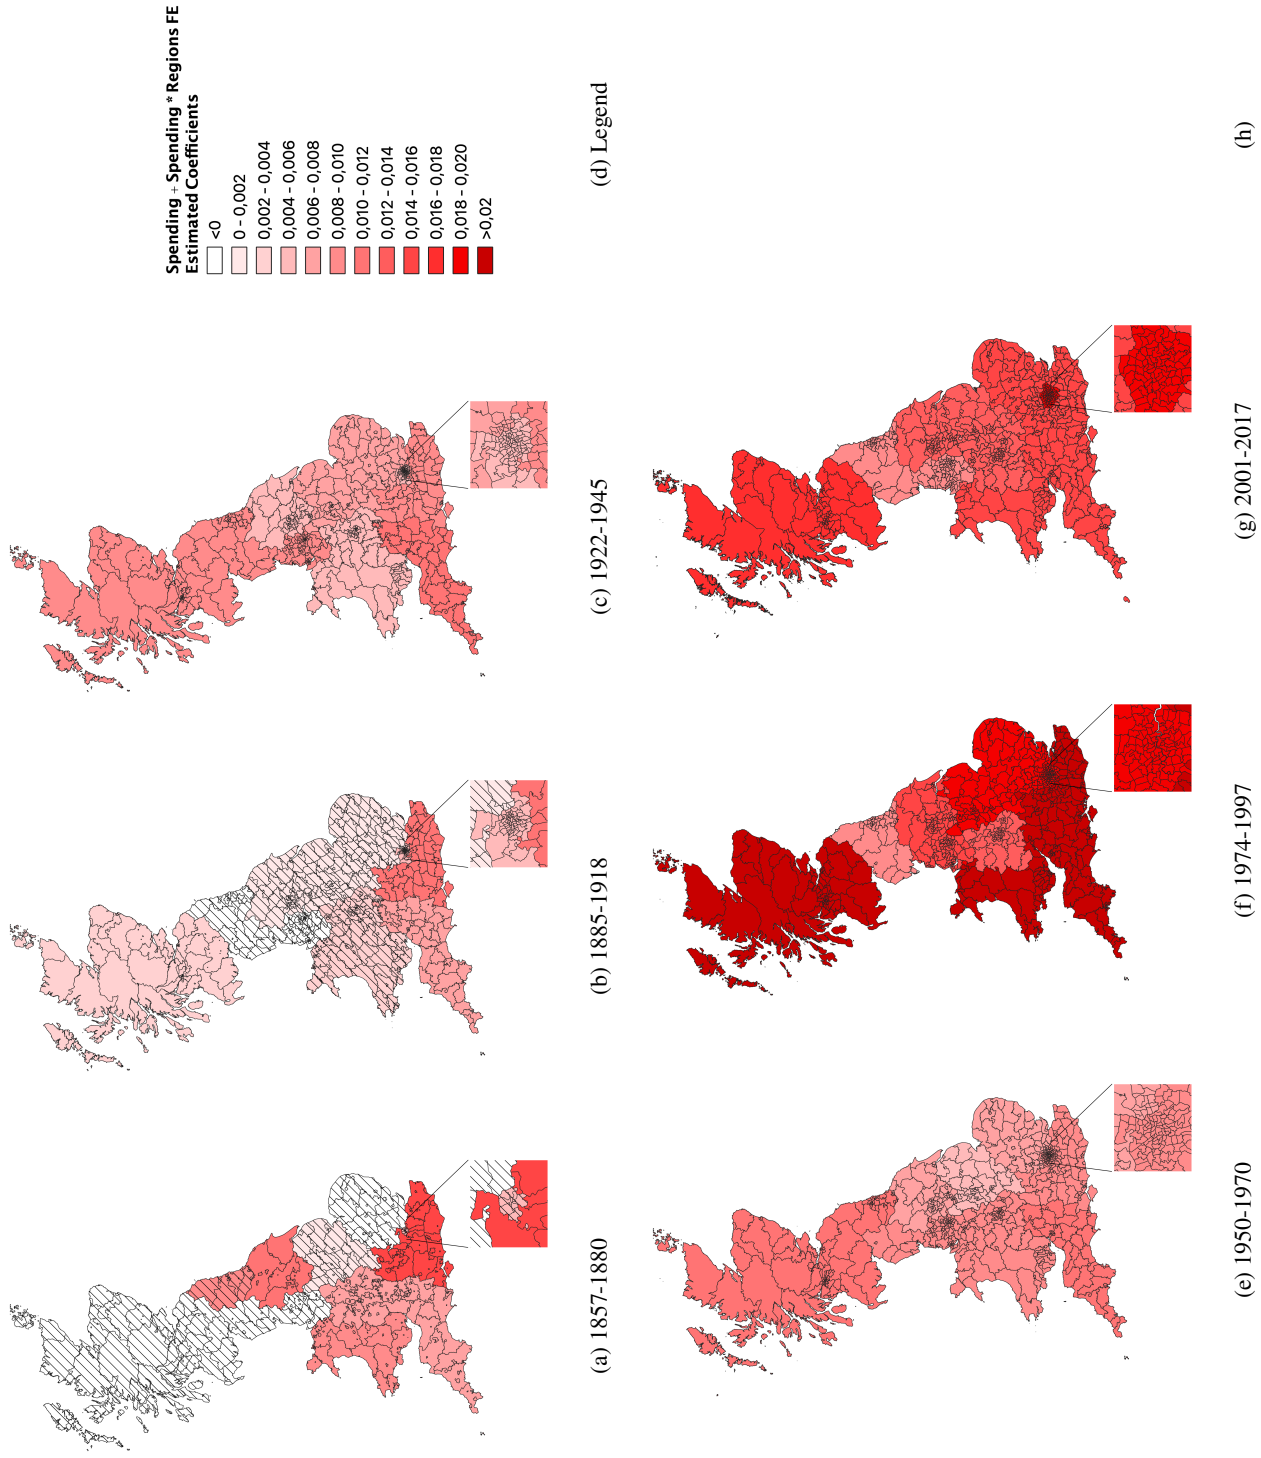 (a) 1857-1880
(b) 1885-1918
(c) 1922-1945
Spending + Spending * Regions FE
Estimated Coefficients
<0
0 - 0,002
0,002 - 0,004
0,004 - 0,006
0,006 - 0,008
0,008 - 0,010
0,010 - 0,012
0,012 - 0,014
0,014 - 0,016
0,016 - 0,018
0,018 - 0,020
>0,02
(d) Legend
(e) 1950-1970
(f) 1974-1997
(g) 2001-2017
(h)